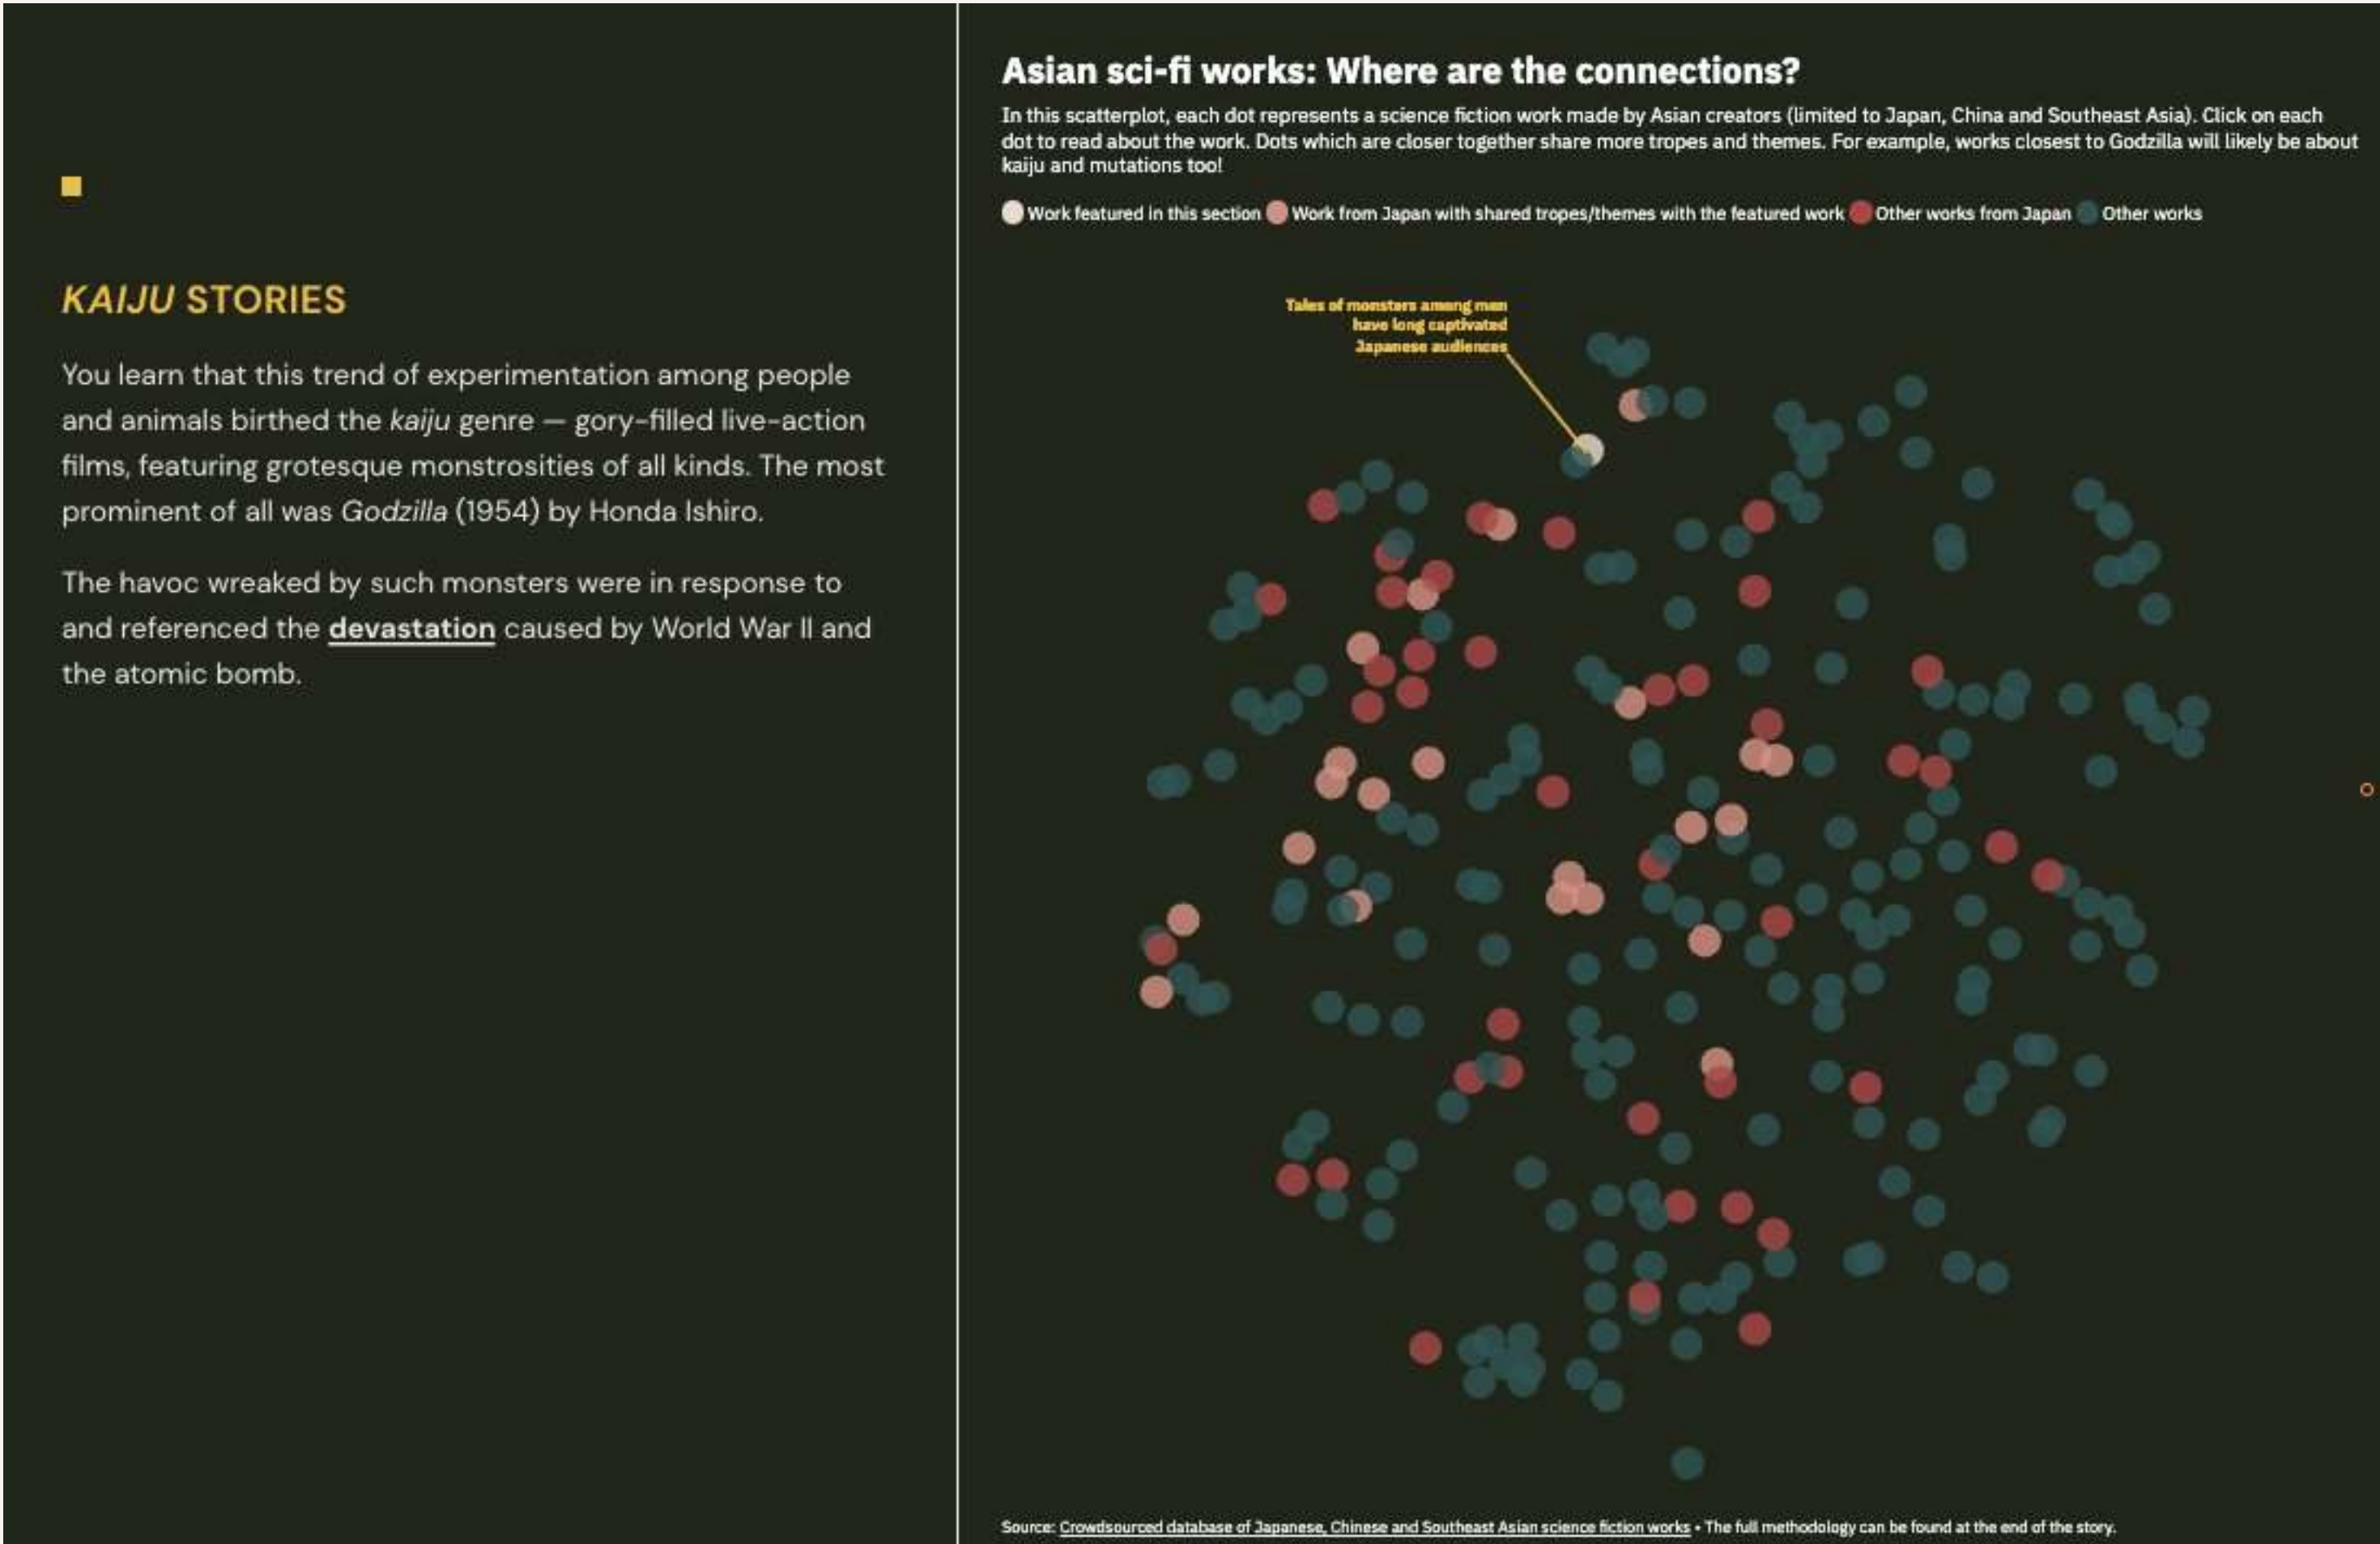 KAIJU STORIES
You learn that this trend of experimentation among people
and animals birthed the kaiju genre — gory-filled live-action
films, featuring grotesque monstrosities of all kinds. The most
prominent of all was Godzilla (1954) by Honda Ishiro.
The havoc wreaked by such monsters were in response to
and referenced the devastation caused by World War II and
the atomic bomb.
Asian sci-fi works: Where are the connections?
In this scatterplot, each dot represents a science fiction work made by Asian creators (limited to Japan, China and Southeast Asia). Click on each
dot to read about the work. Dots which are closer together share more tropes and themes. For example, works closest to Godzilla will likely be about
kaiju and mutations too!
Work featured in this section Work from Japan with shared tropes/themes with the featured work Other works from Japan Other works
Tales of monsters among men
have long captivated
Japanese audiences
Source: Crowdsourced database of Japanese, Chinese and Southeast Asian science fiction works • The full methodology can be found at the end of the story.